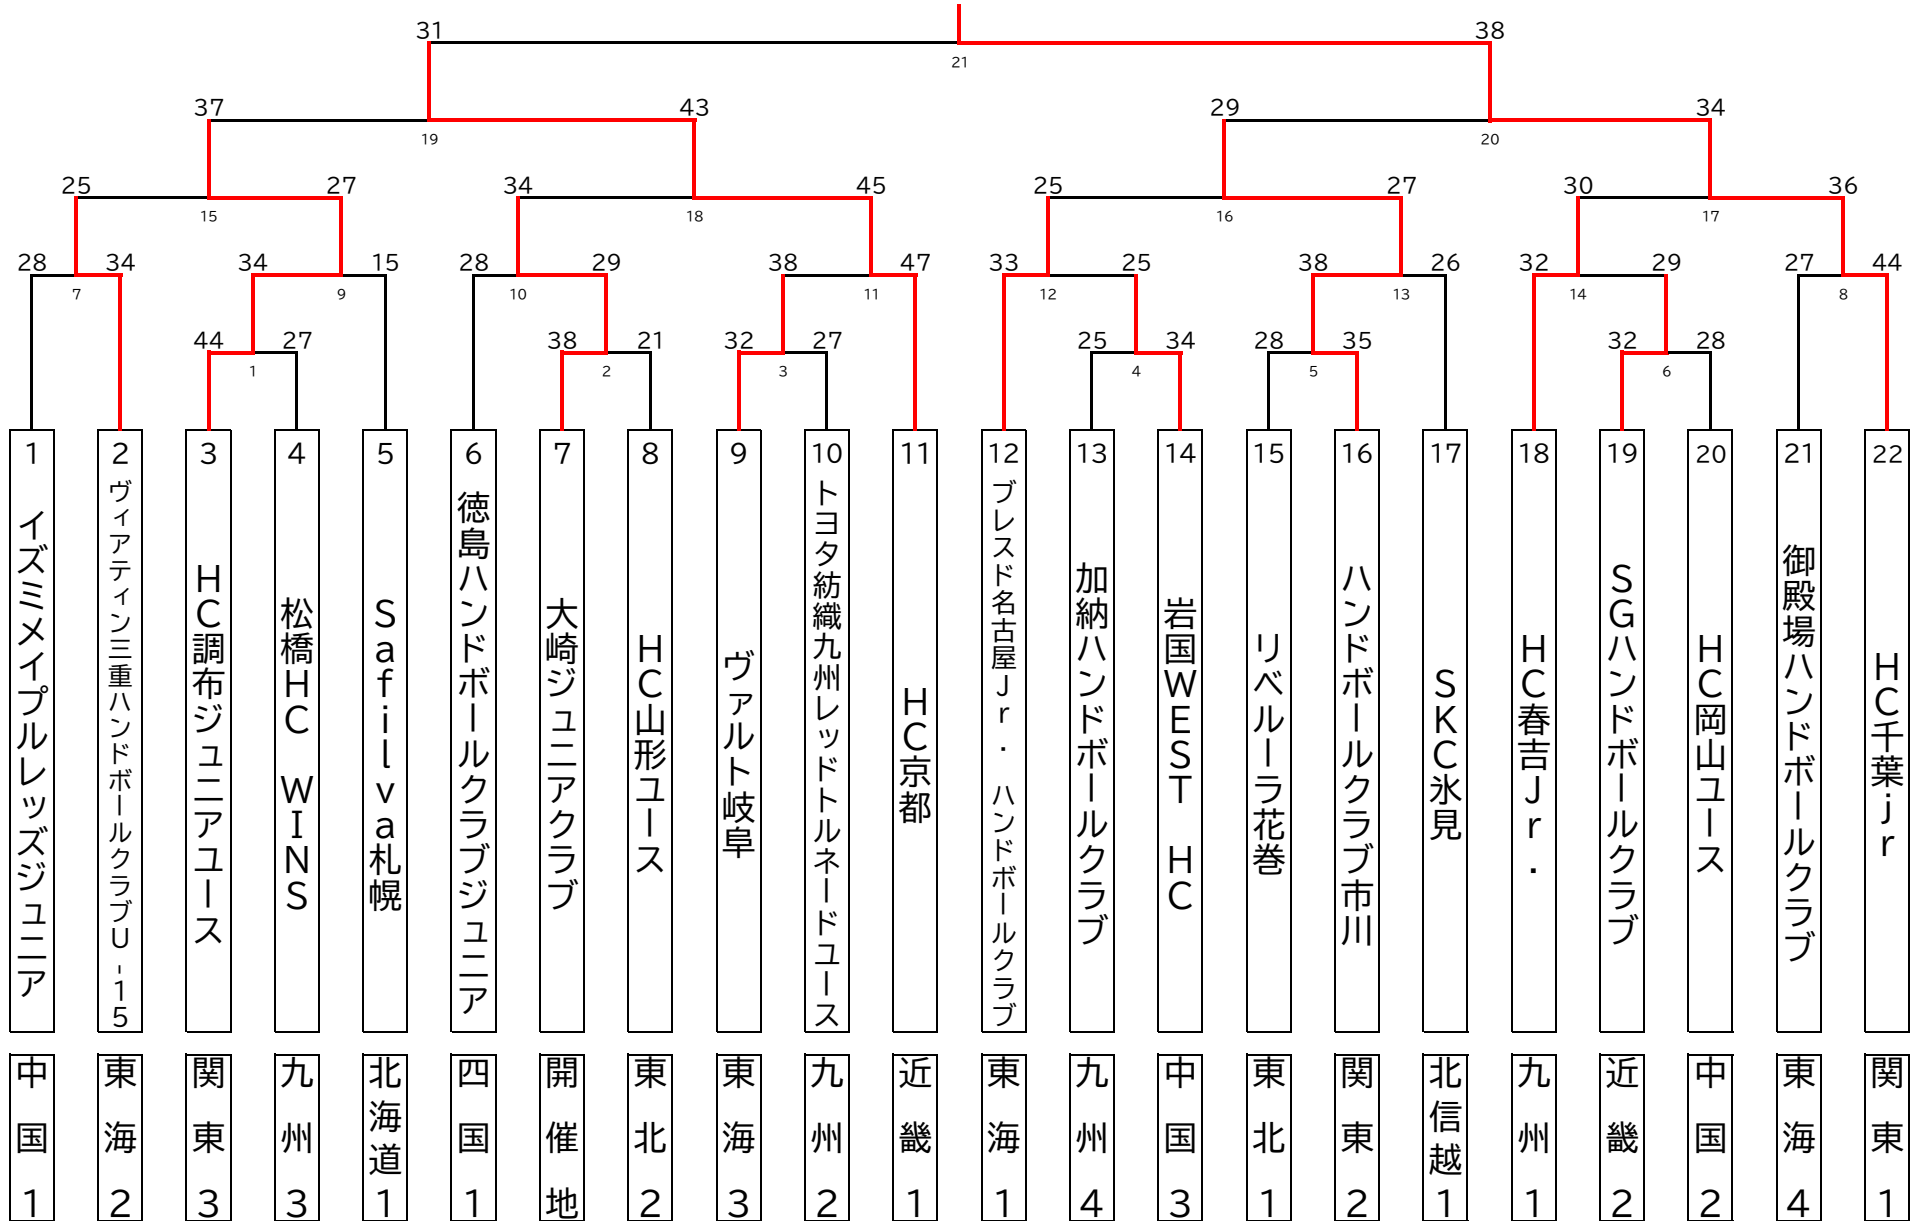 31 38
21
37 43 29 34
19 20
25 27 34 45 25 27 30 36
15 18 16 17
28 34 34 15 28 29 38 47 33 25 38 26 32 29 27 44
7 9 10 11 12 13 14 8
44 27 38 21 32 27 25 34 28 35 32 28
1 2 3 4 5 6
1 イズミメイプルレッズジュニア
2 ヴィアティン三重ハンドボールクラブU-15
3 HC調布ジュニアユース
4 松橋HC WINS
5 Safilva札幌
6 徳島ハンドボールクラブジュニア
7 大崎ジュニアクラブ
8 HC山形ユース
9 ヴァルト岐阜
10 トヨタ紡織九州レッドトルネードユース
11 HC京都
12 ブレスド名古屋Jr. ハンドボールクラブ
13 加納ハンドボールクラブ
14 岩国WEST HC
15 リベルーラ花巻
16 ハンドボールクラブ市川
17 SKC氷見
18 HC春吉Jr.
19 SGハンドボールクラブ
20 HC岡山ユース
21 御殿場ハンドボールクラブ
22 HC千葉jr
中国1
東海2
関東3
九州3
北海道1
四国1
開催地
東北2
東海3
九州2
近畿1
東海1
九州4
中国3
東北1
関東2
北信越1
九州1
近畿2
中国2
東海4
関東1